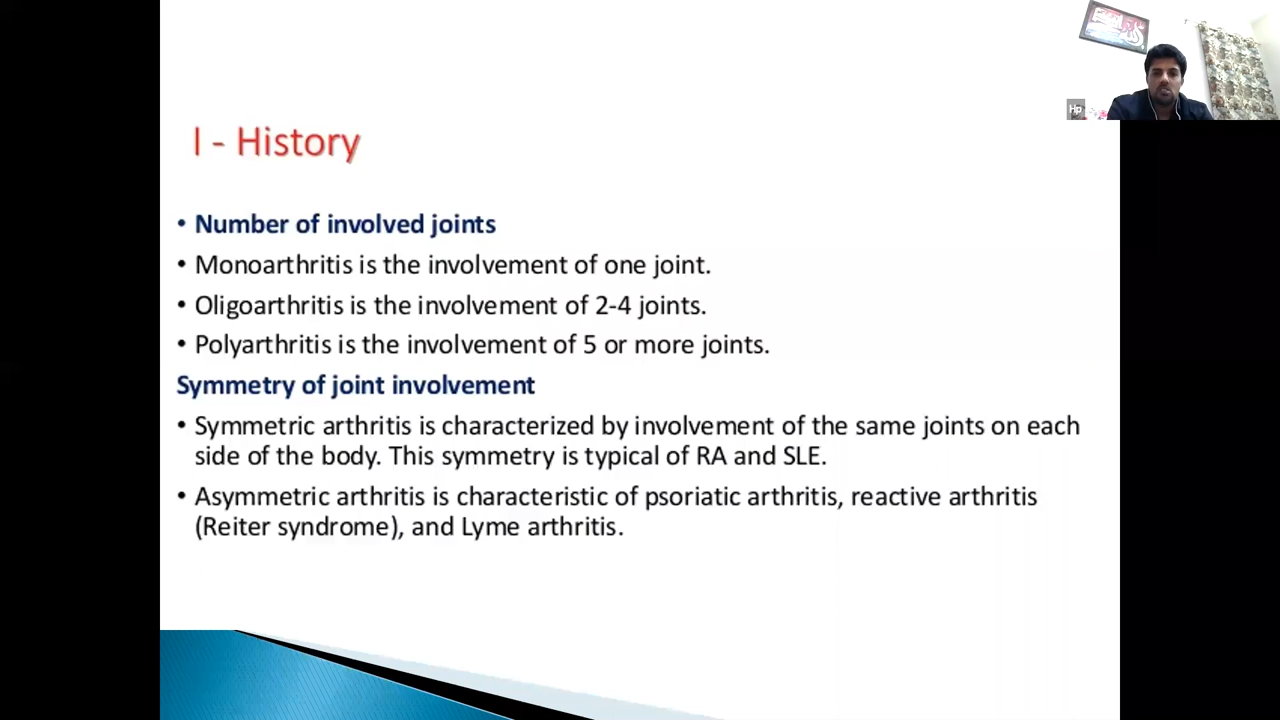 Hp
I - History
• Number of involved joints
• Monoarthritis is the involvement of one joint.
• Oligoarthritis is the involvement of 2-4 joints.
• Polyarthritis is the involvement of 5 or more joints.
Symmetry of joint involvement
• Symmetric arthritis is characterized by involvement of the same joints on each
side of the body. This symmetry is typical of RA and SLE.
• Asymmetric arthritis is characteristic of psoriatic arthritis, reactive arthritis
(Reiter syndrome), and Lyme arthritis.